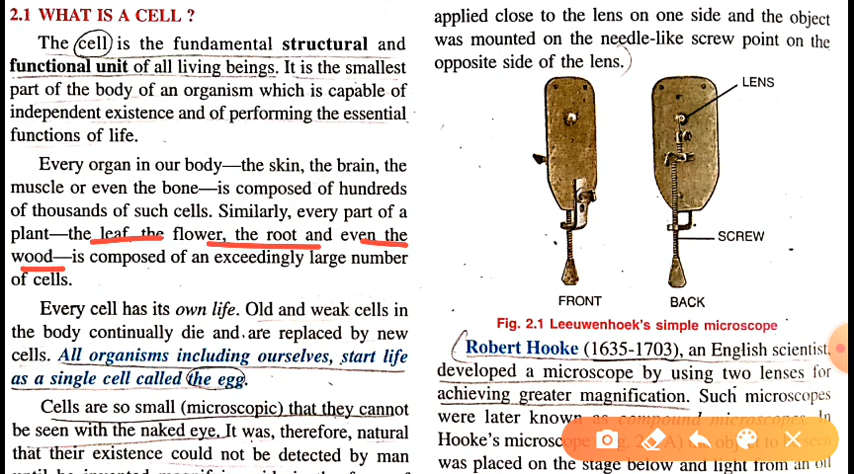 2.1 WHAT IS A CELL ?
The cell is the fundamental structural and
functional unit of all living beings. It is the smallest
part of the body of an organism which is capable of
independent existence and of performing the essential
functions of life.
Every organ in our body—the skin, the brain, the
muscle or even the bone—is composed of hundreds
of thousands of such cells. Similarly, every part of a
plant—the leaf the flower, the root and even the
wood—is composed of an exceedingly large number
of cells.
Every cell has its own life. Old and weak cells in
the body continually die and are replaced by new
cells. All organisms including ourselves, start life
as a single cell called the egg.
Cells are so small (microscopic) that they cannot
be seen with the naked eye. It was, therefore, natural
that their existence could not be detected by man
applied close to the lens on one side and the object
was mounted on the needle-like screw point on the
opposite side of the lens.
LENS
SCREW
FRONT
BACK
Fig. 2.1 Leeuwenhoek's simple microscope
Robert Hooke (1635-1703), an English scientist,
developed a microscope by using two lenses for
achieving greater magnification. Such microscopes
were later known as compound microscopes. In
Hooke's
was placed on the stage below and light from an oil